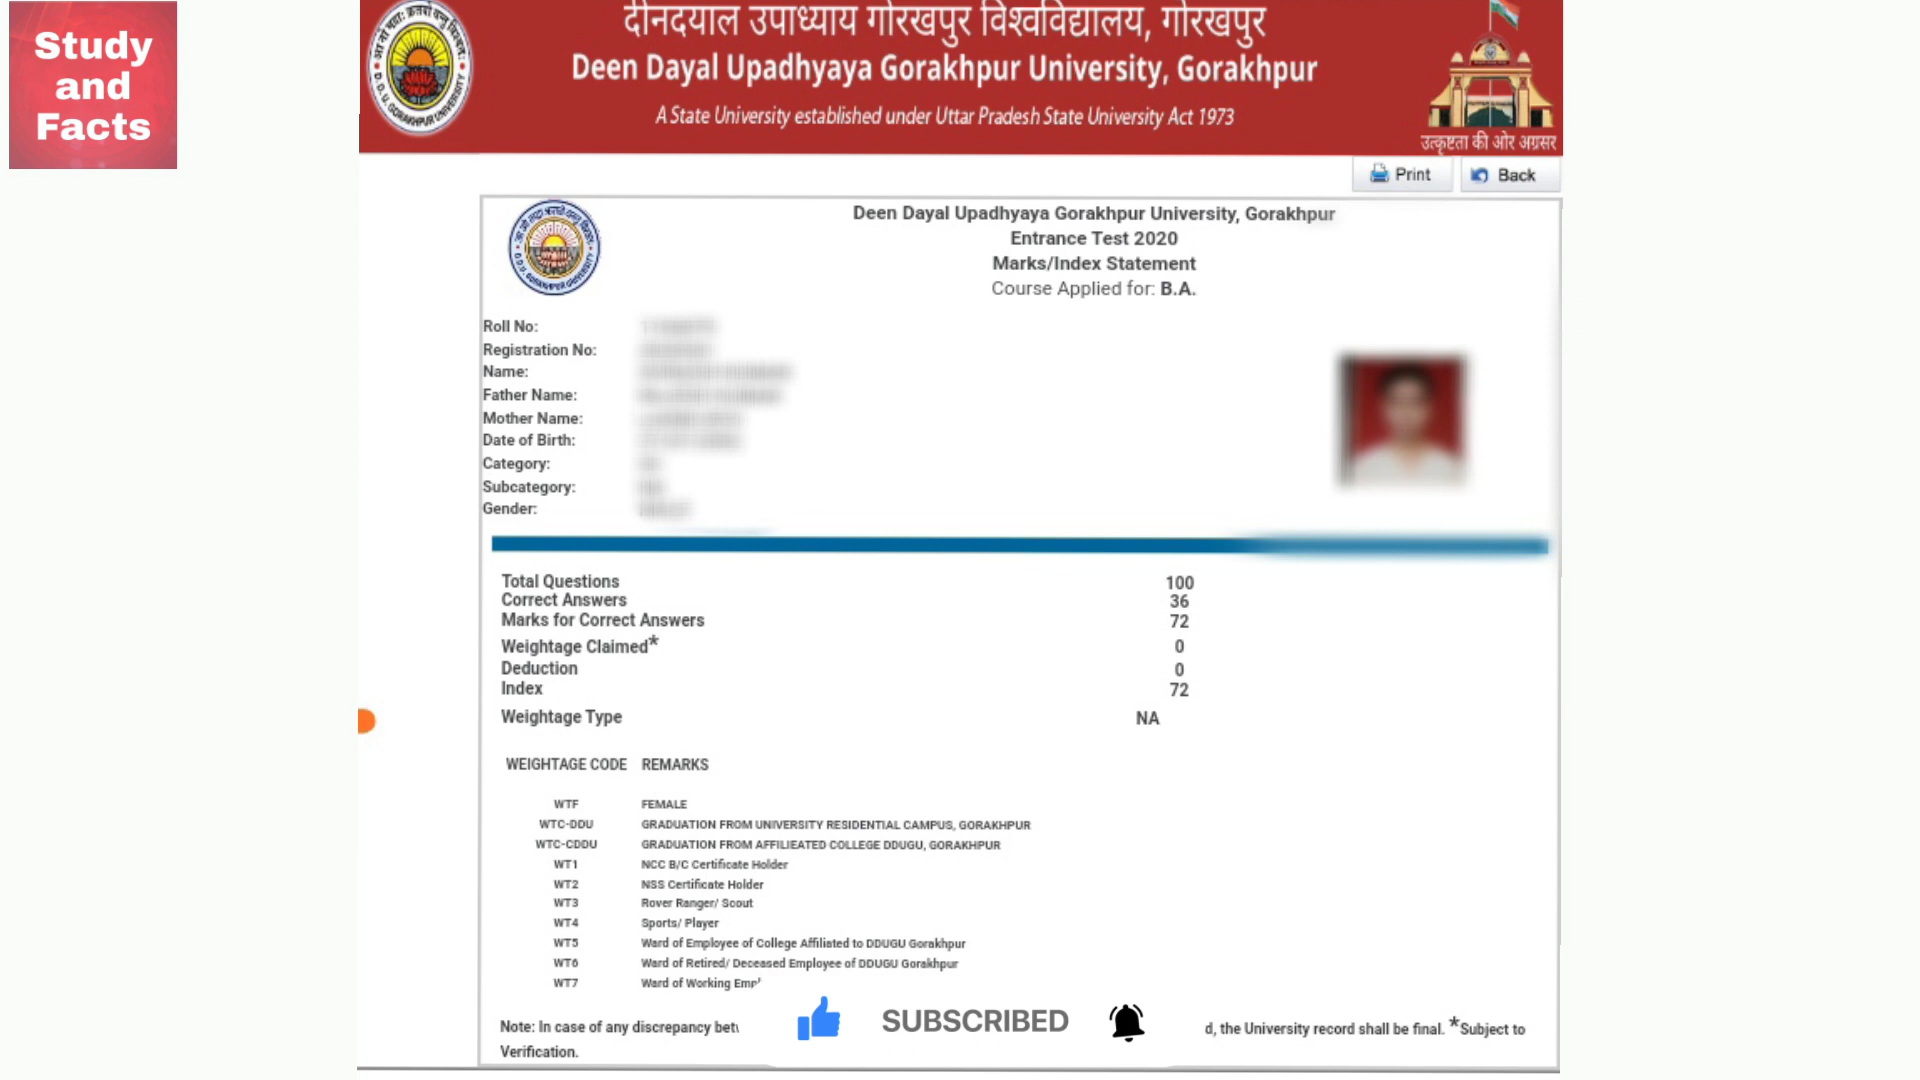 Study
and
Facts
दीनदयाल उपाध्याय गोरखपुर विश्वविद्यालय, गोरखपुर
Deen Dayal Upadhyaya Gorakhpur University, Gorakhpur
A State University established under Uttar Pradesh State University Act 1973
उत्कृष्टता की ओर अग्रसर
Print Back
Deen Dayal Upadhyaya Gorakhpur University, Gorakhpur
Entrance Test 2020
Marks/Index Statement
Course Applied for: B.A.
Roll No:
Registration No:
Name:
Father Name:
Mother Name:
Date of Birth:
Category:
Subcategory:
Gender:
Total Questions 100
Correct Answers 36
Marks for Correct Answers 72
Weightage Claimed* 0
Deduction 0
Index 72
Weightage Type NA
WEIGHTAGE CODE REMARKS
WTF FEMALE
WTC-DDU GRADUATION FROM UNIVERSITY RESIDENTIAL CAMPUS, GORAKHPUR
WTC-CDDU GRADUATION FROM AFFILIEATED COLLEGE DDUGU, GORAKHPUR
WT1 NCC B/C Certificate Holder
WT2 NSS Certificate Holder
WT3 Rover Ranger/ Scout
WT4 Sports/ Player
WT5 Ward of Employee of College Affiliated to DDUGU Gorakhpur
WT6 Ward of Retired/ Deceased Employee of DDUGU Gorakhpur
WT7 Ward of Working
SUBSCRIBED
Note: In case of any discrepancy the University record shall be final. *Subject to
Verification.